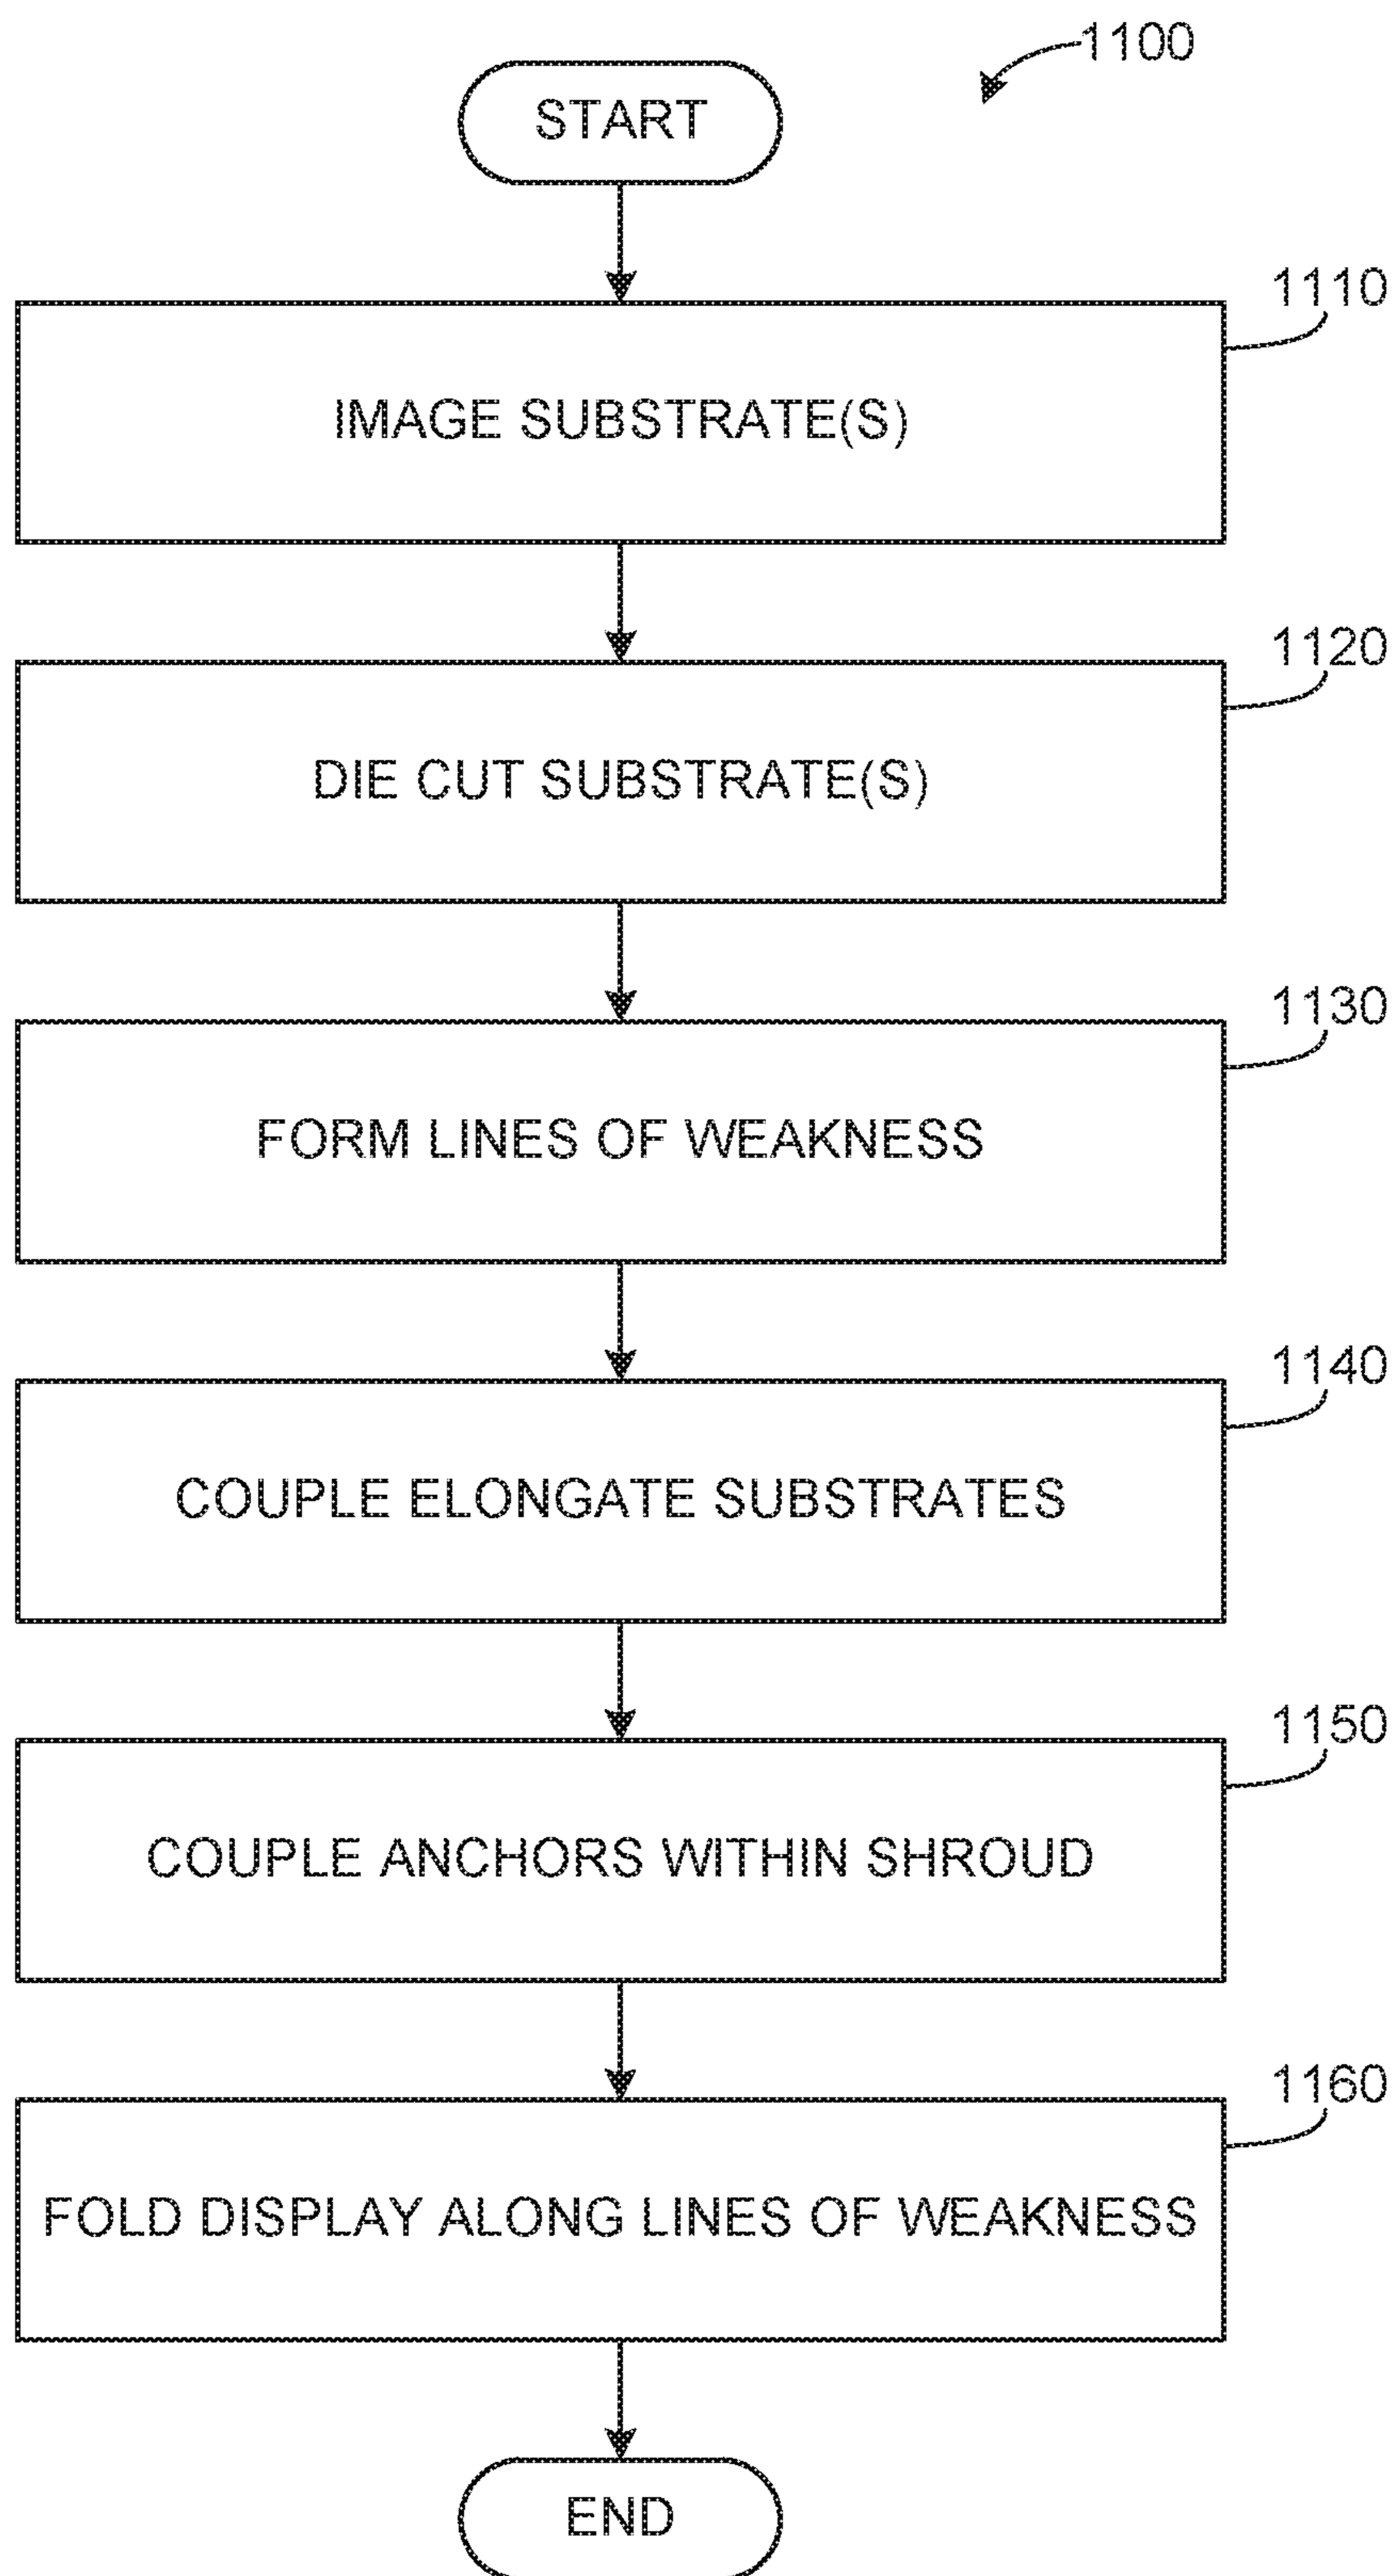 1100
START
1110
IMAGE SUBSTRATE(S)
1120
DIE CUT SUBSTRATE(S)
1130
FORM LINES OF WEAKNESS
1140
COUPLE ELONGATE SUBSTRATES
1150
COUPLE ANCHORS WITHIN SHROUD
1160
FOLD DISPLAY ALONG LINES OF WEAKNESS
END